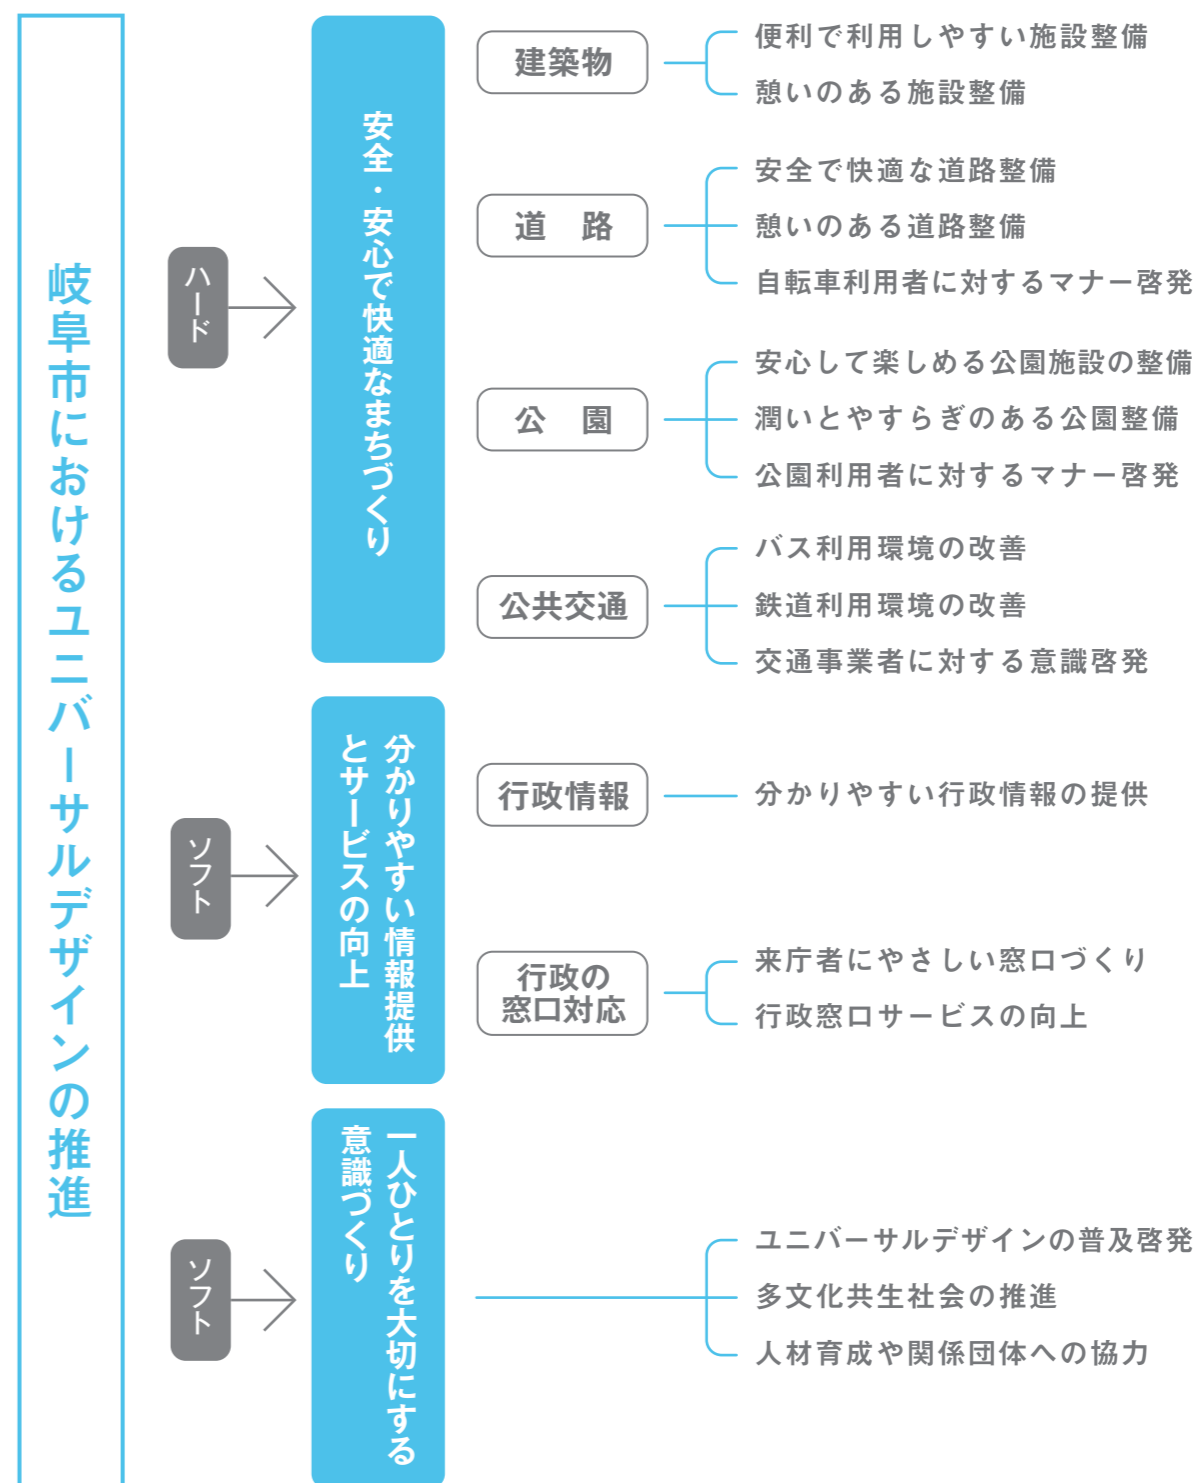 岐阜市におけるユニバーサルデザインの推進
ハード
安全・安心で快適なまちづくり
建築物
便利で利用しやすい施設整備
憩いのある施設整備
道　路
安全で快適な道路整備
憩いのある道路整備
自転車利用者に対するマナー啓発
公　園
安心して楽しめる公園施設の整備
潤いとやすらぎのある公園整備
公園利用者に対するマナー啓発
公共交通
バス利用環境の改善
鉄道利用環境の改善
交通事業者に対する意識啓発
ソフト
分かりやすい情報提供
とサービスの向上
行政情報
分かりやすい行政情報の提供
行政の
窓口対応
来庁者にやさしい窓口づくり
行政窓口サービスの向上
ソフト
一人ひとりを大切にする
意識づくり
ユニバーサルデザインの普及啓発
多文化共生社会の推進
人材育成や関係団体への協力